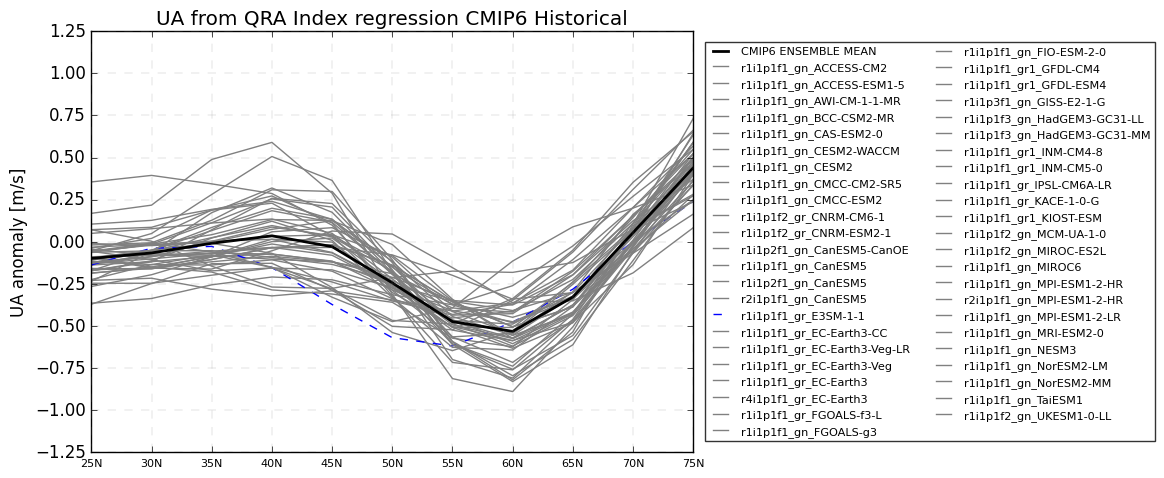 UA from QRA Index regression CMIP6 Historical
UA anomaly [m/s]
1.25
1.00
0.75
0.50
0.25
0.00
−0.25
−0.50
−0.75
−1.00
−1.25
25N 30N 35N 40N 45N 50N 55N 60N 65N 70N 75N
CMIP6 ENSEMBLE MEAN
r1i1p1f1_gn_ACCESS-CM2
r1i1p1f1_gn_ACCESS-ESM1-5
r1i1p1f1_gn_AWI-CM-1-1-MR
r1i1p1f1_gn_BCC-CSM2-MR
r1i1p1f1_gn_CAS-ESM2-0
r1i1p1f1_gn_CESM2-WACCM
r1i1p1f1_gn_CESM2
r1i1p1f1_gn_CMCC-CM2-SR5
r1i1p1f1_gn_CMCC-ESM2
r1i1p1f2_gr_CNRM-CM6-1
r1i1p1f2_gr_CNRM-ESM2-1
r1i1p2f1_gn_CanESM5-CanOE
r1i1p1f1_gn_CanESM5
r1i1p2f1_gn_CanESM5
r2i1p1f1_gn_CanESM5
r1i1p1f1_gr_E3SM-1-1
r1i1p1f1_gr_EC-Earth3-CC
r1i1p1f1_gr_EC-Earth3-Veg-LR
r1i1p1f1_gr_EC-Earth3-Veg
r1i1p1f1_gr_EC-Earth3
r4i1p1f1_gr_EC-Earth3
r1i1p1f1_gr_FGOALS-f3-L
r1i1p1f1_gn_FGOALS-g3
r1i1p1f1_gn_FIO-ESM-2-0
r1i1p1f1_gr1_GFDL-CM4
r1i1p1f1_gr1_GFDL-ESM4
r1i1p3f1_gn_GISS-E2-1-G
r1i1p1f3_gn_HadGEM3-GC31-LL
r1i1p1f3_gn_HadGEM3-GC31-MM
r1i1p1f1_gr1_INM-CM4-8
r1i1p1f1_gr1_INM-CM5-0
r1i1p1f1_gr_IPSL-CM6A-LR
r1i1p1f1_gr_KACE-1-0-G
r1i1p1f1_gr1_KIOST-ESM
r1i1p1f2_gn_MCM-UA-1-0
r1i1p1f2_gn_MIROC-ES2L
r1i1p1f1_gn_MIROC6
r1i1p1f1_gn_MPI-ESM1-2-HR
r2i1p1f1_gn_MPI-ESM1-2-HR
r1i1p1f1_gn_MPI-ESM1-2-LR
r1i1p1f1_gn_MRI-ESM2-0
r1i1p1f1_gn_NESM3
r1i1p1f1_gn_NorESM2-LM
r1i1p1f1_gn_NorESM2-MM
r1i1p1f1_gn_TaiESM1
r1i1p1f2_gn_UKESM1-0-LL